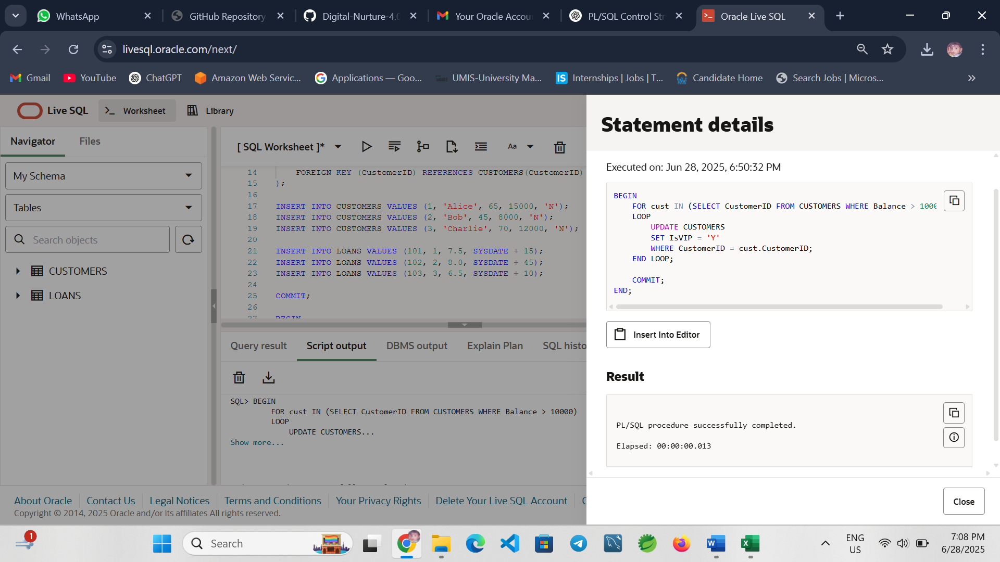 WhatsApp
GitHub Repository
Digital-Nurture-4.0
Your Oracle Accou
PL/SQL Control Str
Oracle Live SQL
livesql.oracle.com/next/
Gmail
YouTube
ChatGPT
Amazon Web Servic...
Applications — Goo...
UMIS-University Ma...
IS Internships | Jobs | T...
Candidate Home
Search Jobs | Micros...
Live SQL
Worksheet
Library
Navigator
Files
My Schema
Tables
Search objects
CUSTOMERS
LOANS
[ SQL Worksheet ]*
Aa
14 FOREIGN KEY (CustomerID) REFERENCES CUSTOMERS(CustomerID)
15 );
16
17 INSERT INTO CUSTOMERS VALUES (1, 'Alice', 65, 15000, 'N');
18 INSERT INTO CUSTOMERS VALUES (2, 'Bob', 45, 8000, 'N');
19 INSERT INTO CUSTOMERS VALUES (3, 'Charlie', 70, 12000, 'N');
20
21 INSERT INTO LOANS VALUES (101, 1, 7.5, SYSDATE + 15);
22 INSERT INTO LOANS VALUES (102, 2, 8.0, SYSDATE + 45);
23 INSERT INTO LOANS VALUES (103, 3, 6.5, SYSDATE + 10);
24
25 COMMIT;
26
27 BEGIN
Query result
Script output
DBMS output
Explain Plan
SQL histo
SQL> BEGIN
FOR cust IN (SELECT CustomerID FROM CUSTOMERS WHERE Balance > 10000)
LOOP
UPDATE CUSTOMERS...
Show more...
Statement details
Executed on: Jun 28, 2025, 6:50:32 PM
BEGIN
FOR cust IN (SELECT CustomerID FROM CUSTOMERS WHERE Balance > 1000
LOOP
UPDATE CUSTOMERS
SET IsVIP = 'Y'
WHERE CustomerID = cust.CustomerID;
END LOOP;
COMMIT;
END;
Insert Into Editor
Result
PL/SQL procedure successfully completed.
Elapsed: 00:00:00.013
Close
About Oracle
Contact Us
Legal Notices
Terms and Conditions
Your Privacy Rights
Delete Your Live SQL Account
Copyright © 2014, 2025 Oracle and/or its affiliates All rights reserved.
1
Search
ENG
US
7:08 PM
6/28/2025